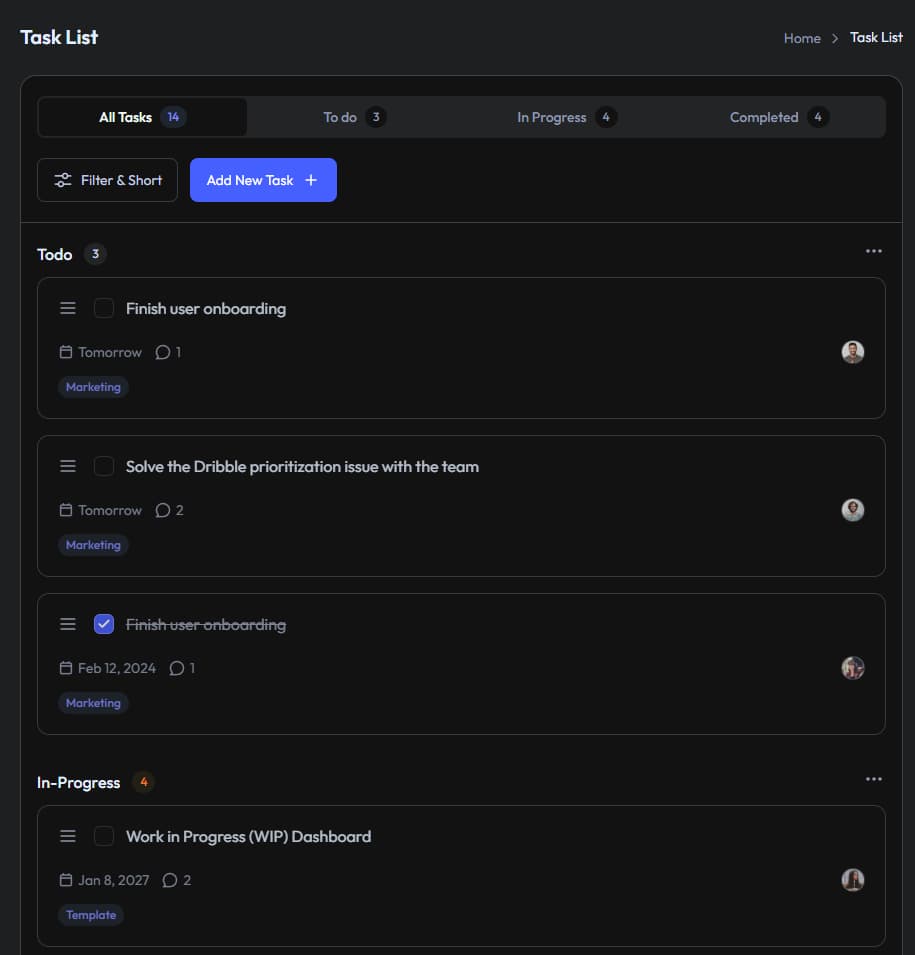 Task List
Home > Task List
All Tasks 14 To do 3 In Progress 4 Completed 4
Filter & Short Add New Task +
Todo 3
Finish user onboarding
Tomorrow 1
Marketing
Solve the Dribble prioritization issue with the team
Tomorrow 2
Marketing
Finish user onboarding
Feb 12, 2024 1
Marketing
In-Progress 4
Work in Progress (WIP) Dashboard
Jan 8, 2027 2
Template